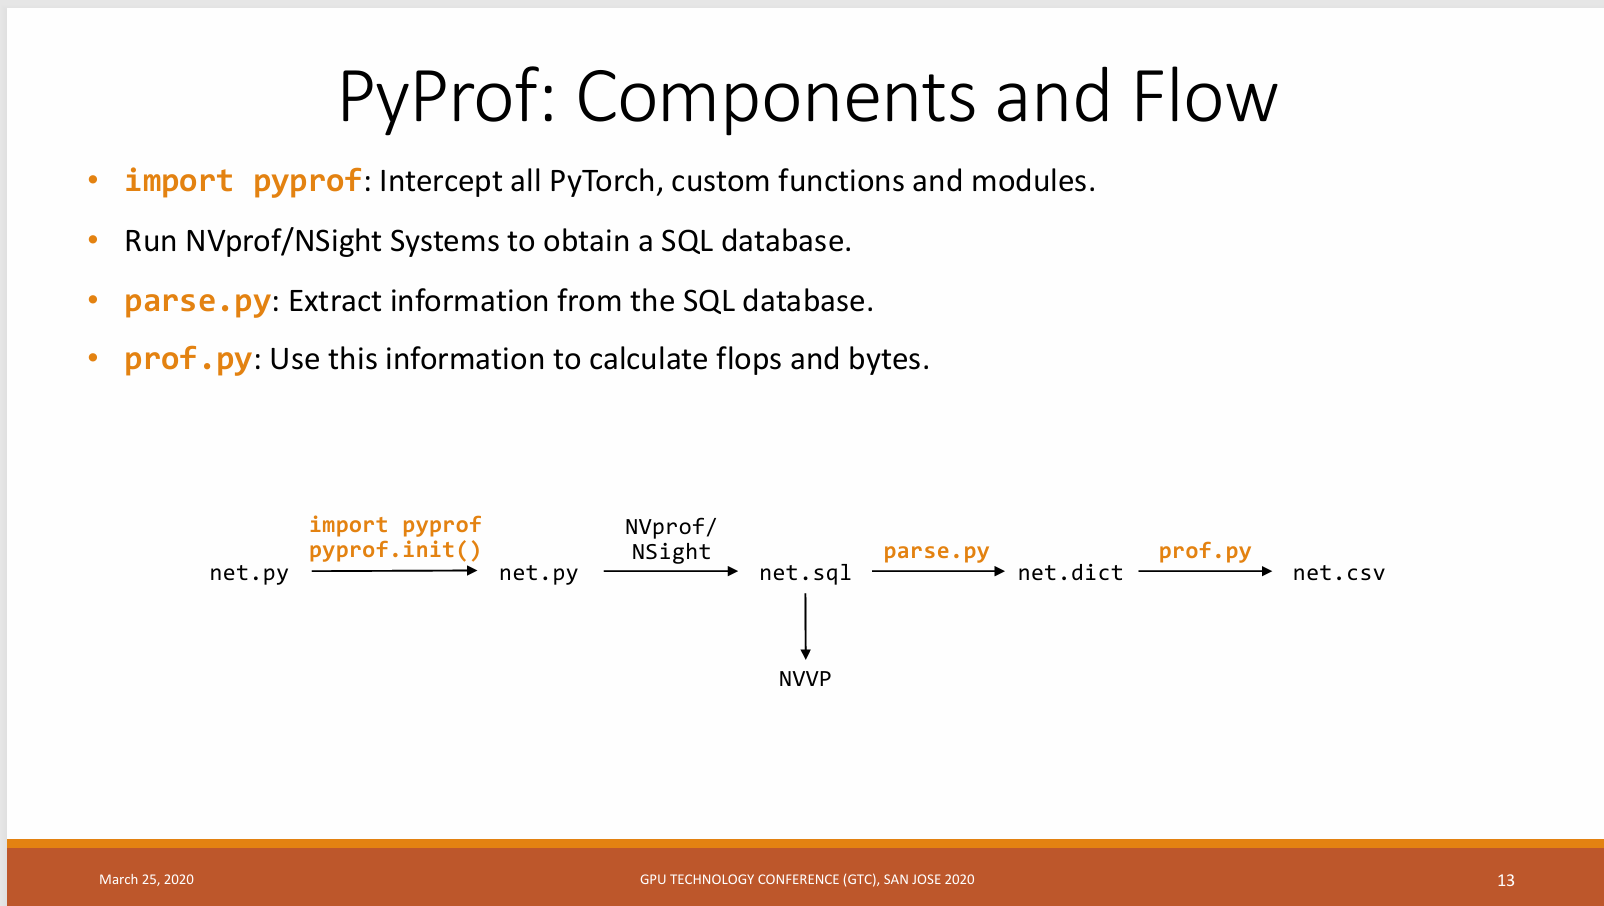 PyProf: Components and Flow
• import pyprof: Intercept all PyTorch, custom functions and modules.
• Run NVprof/NSight Systems to obtain a SQL database.
• parse.py: Extract information from the SQL database.
• prof.py: Use this information to calculate flops and bytes.
import pyprof
pyprof.init()
NVprof/
NSight
parse.py
prof.py
net.py
net.py
net.sql
net.dict
net.csv
NVVP
March 25, 2020
GPU TECHNOLOGY CONFERENCE (GTC), SAN JOSE 2020
13